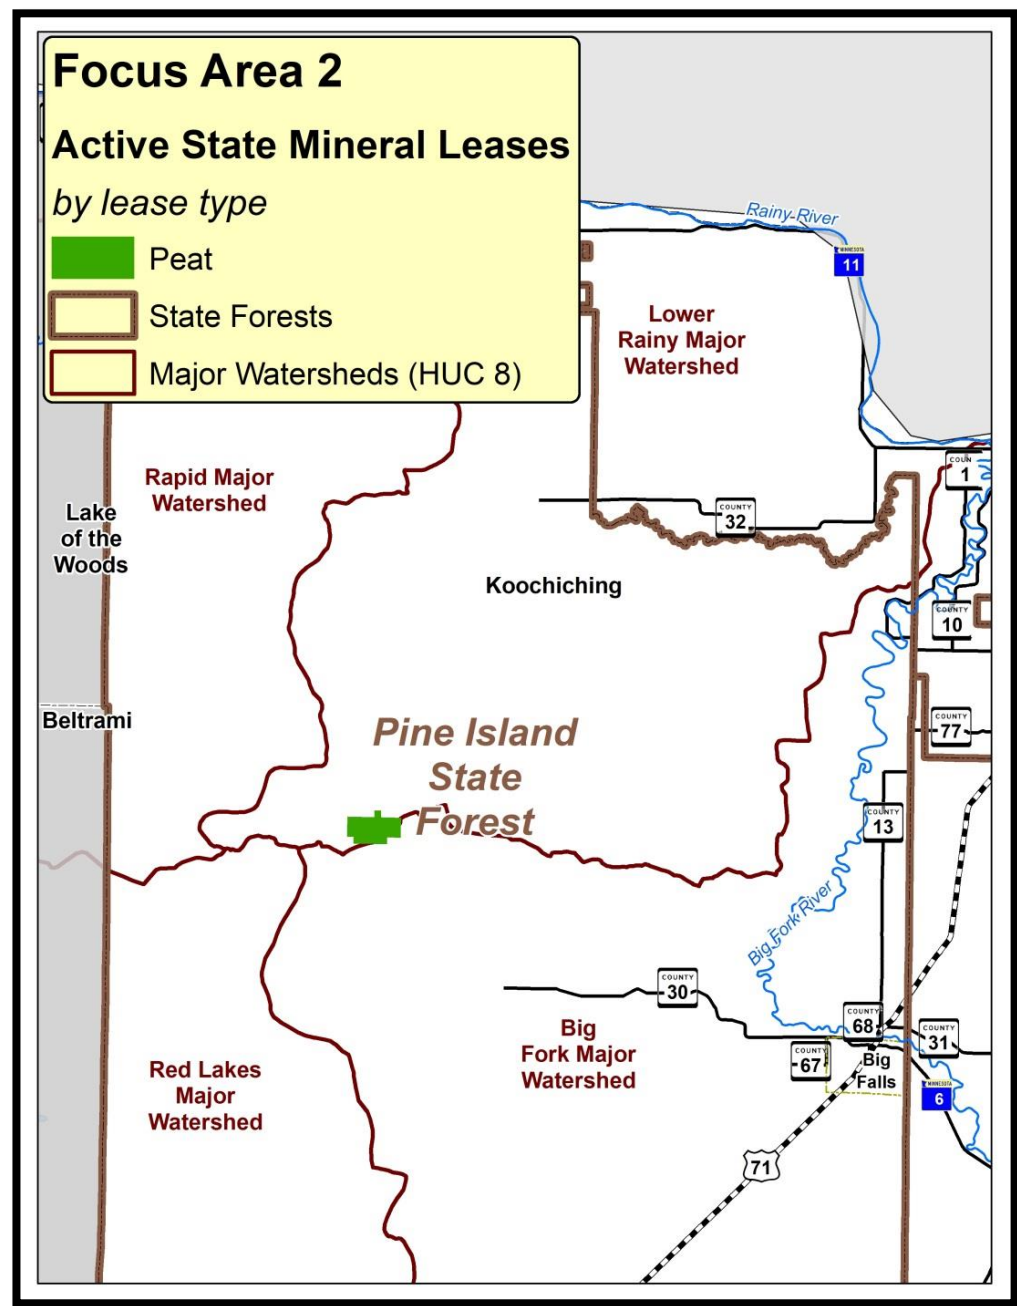 Focus Area 2
Active State Mineral Leases
by lease type
Peat
State Forests
Major Watersheds (HUC 8)
Rainy River
MINNESOTA
11
Lower
Rainy Major
Watershed
Rapid Major
Watershed
COUN
1
Lake
of the
Woods
COUNTY
32
Koochiching
COUNTY
10
Beltrami
Pine Island
State
Forest
COUNTY
77
COUNTY
13
Big Fork River
COUNTY
30
COUNTY
68
COUNTY
31
Big
Fork Major
Watershed
COUNTY
67
Big
Falls
Red Lakes
Major
Watershed
MINNESOTA
6
71